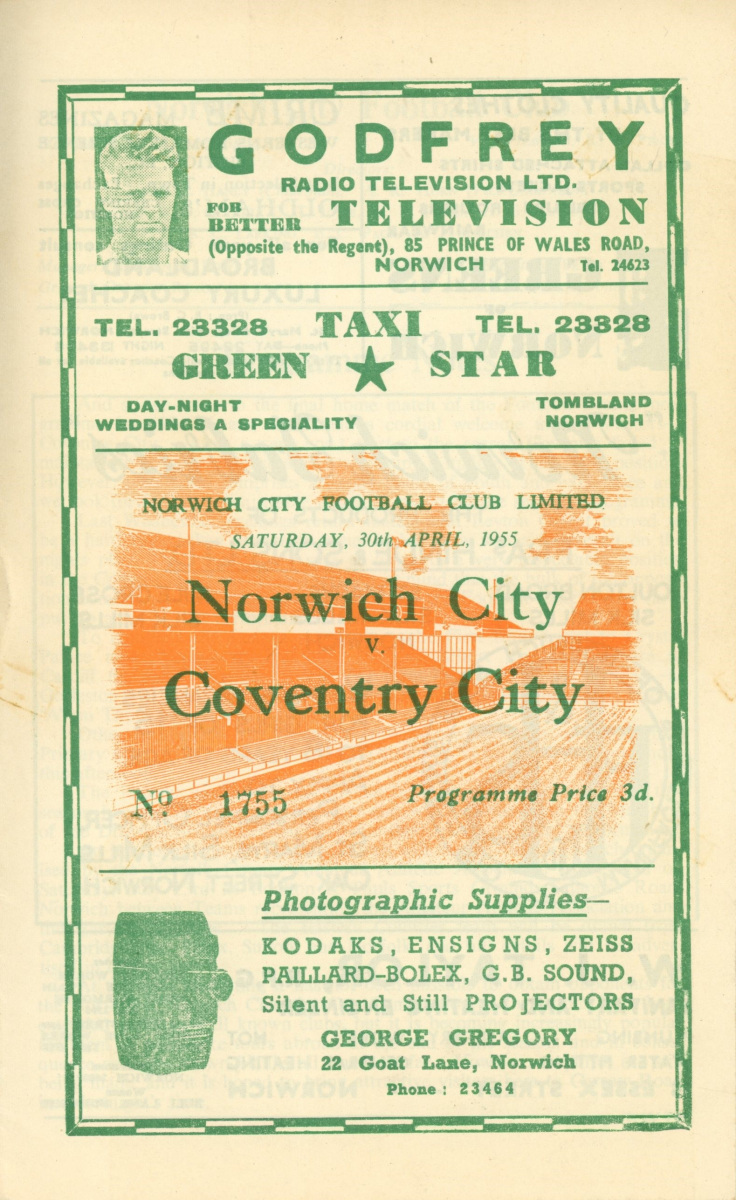 GODFREY
RADIO TELEVISION LTD.
FOR BETTER TELEVISION
(Opposite the Regent), 85 PRINCE OF WALES ROAD,
NORWICH Tel. 24623
TEL. 23328 TAXI TEL. 23328
GREEN ★ STAR
DAY-NIGHT TOMBLAND
WEDDINGS A SPECIALITY NORWICH
NORWICH CITY FOOTBALL CLUB LIMITED
SATURDAY, 30th APRIL, 1955
Norwich City
v.
Coventry City
Nº 1755 Programme Price 3d.
Photographic Supplies—
KODAKS, ENSIGNS, ZEISS
PAILLARD-BOLEX, G.B. SOUND,
Silent and Still PROJECTORS
GEORGE GREGORY
22 Goat Lane, Norwich
Phone : 23464